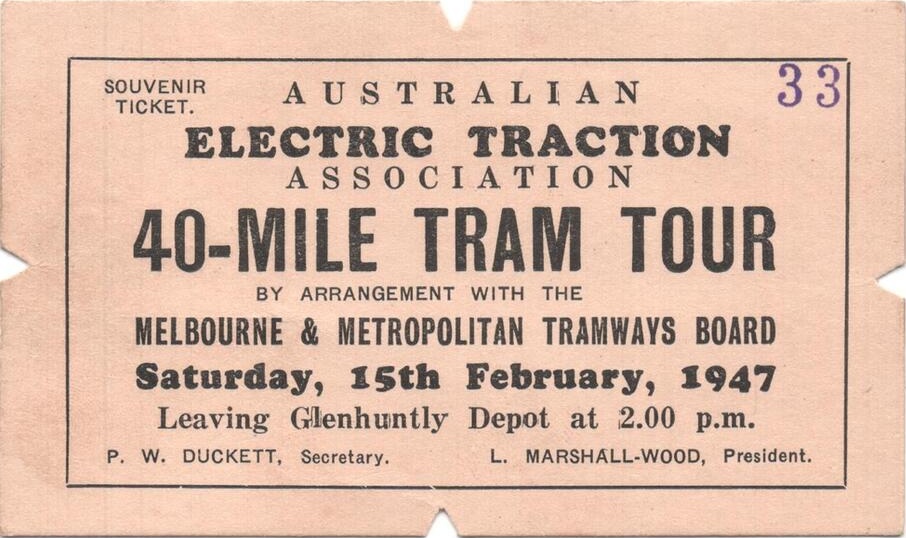 SOUVENIR
TICKET.
33
AUSTRALIAN
ELECTRIC TRACTION
ASSOCIATION
40-MILE TRAM TOUR
BY ARRANGEMENT WITH THE
MELBOURNE & METROPOLITAN TRAMWAYS BOARD
Saturday, 15th February, 1947
Leaving Glenhuntly Depot at 2.00 p.m.
P. W. DUCKETT, Secretary. L. MARSHALL-WOOD, President.